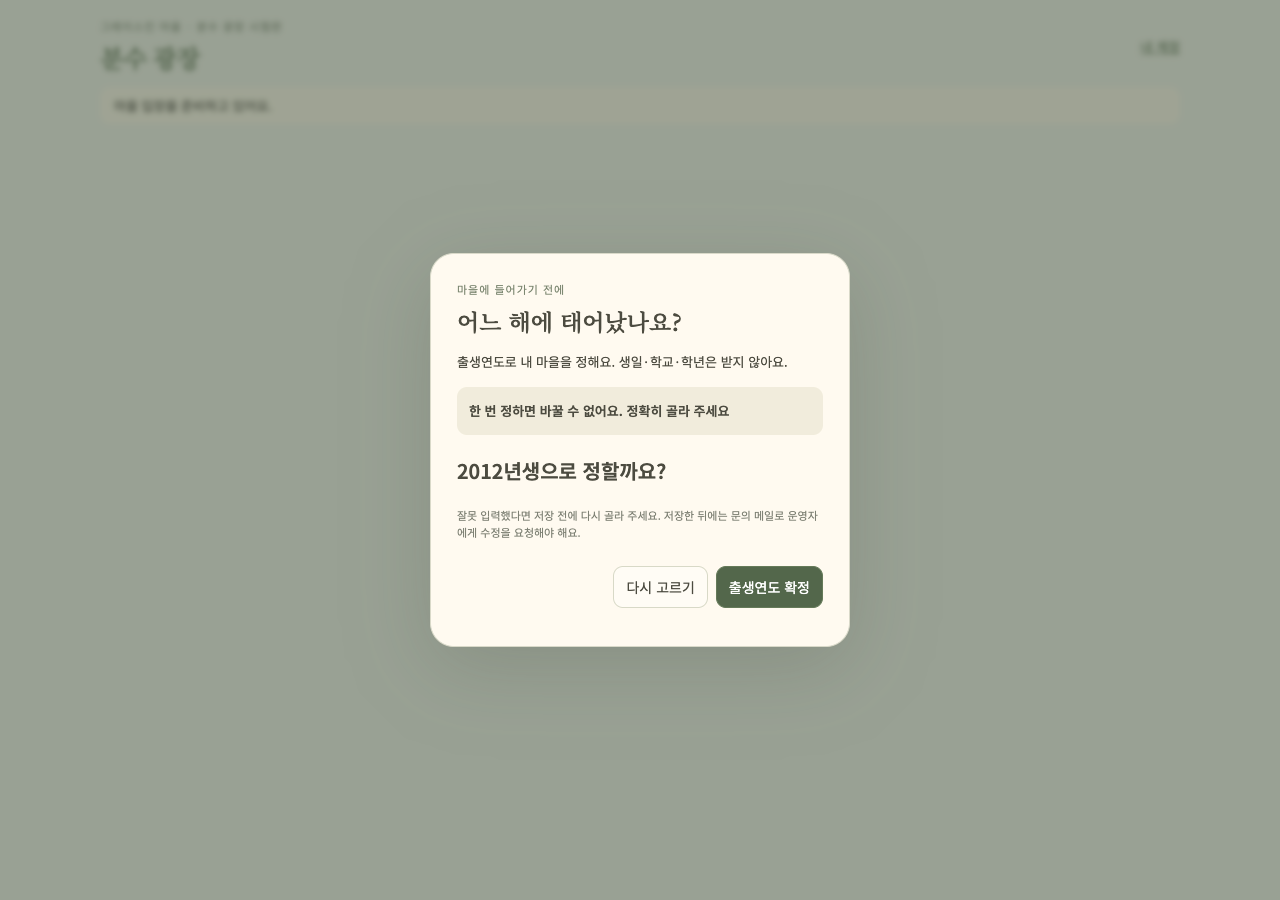 분수 광장
마을 입장을 준비하고 있어요.
마을에 들어가기 전에
어느 해에 태어났나요?
출생연도로 내 마을을 정해요. 생일·학교·학년은 받지 않아요.
한 번 정하면 바꿀 수 없어요. 정확히 골라 주세요
2012년생으로 정할까요?
잘못 입력했다면 저장 전에 다시 골라 주세요. 저장한 뒤에는 문의 메일로 운영자
에게 수정을 요청해야 해요.
다시 고르기
출생연도 확정